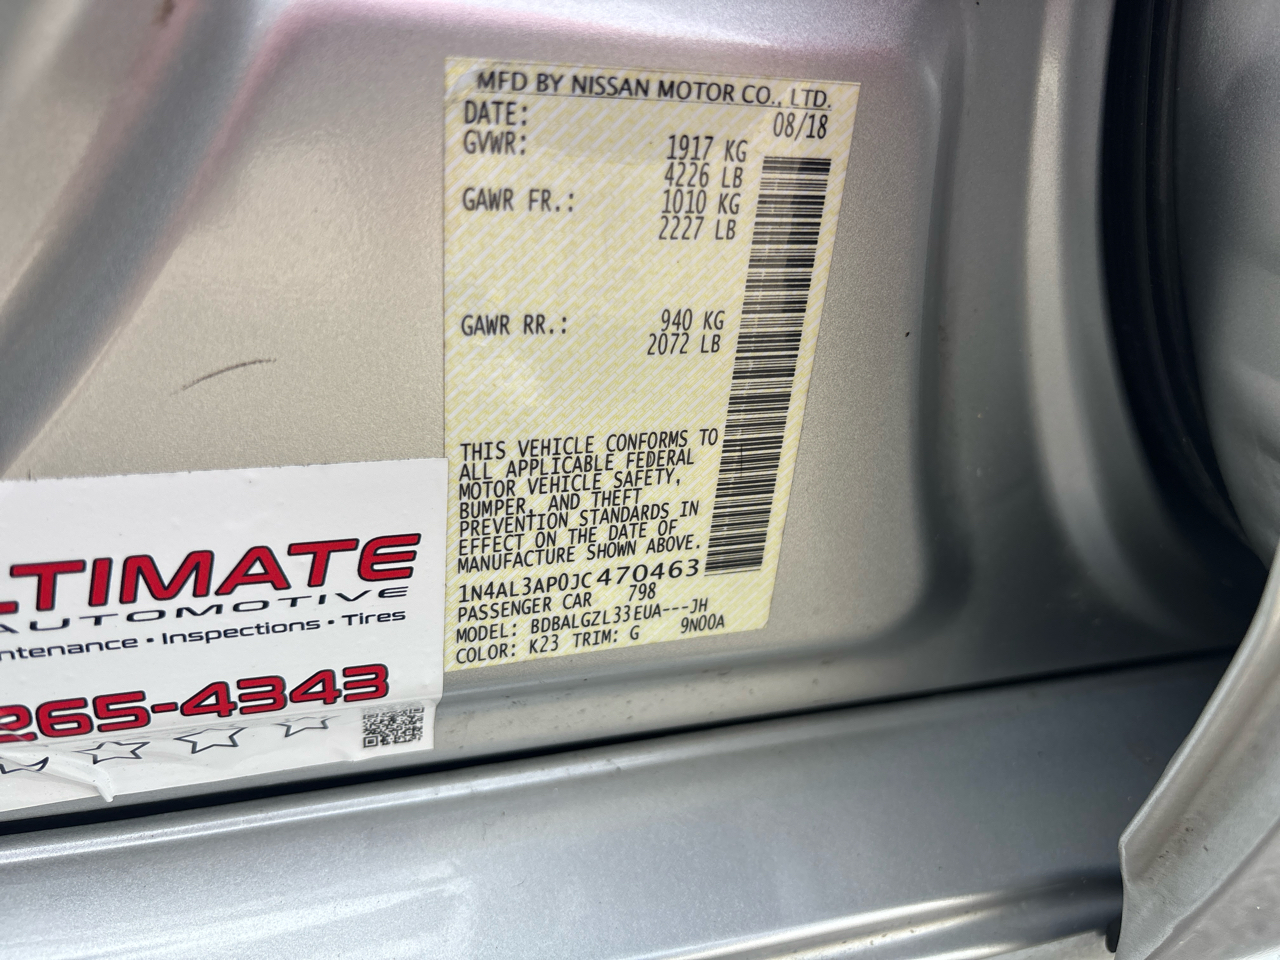 MFD BY NISSAN MOTOR CO., LTD.
DATE: 08/18
GVWR: 1917 KG
4226 LB
GAWR FR.: 1010 KG
2227 LB
GAWR RR.: 940 KG
2072 LB
THIS VEHICLE CONFORMS TO
ALL APPLICABLE FEDERAL
MOTOR VEHICLE SAFETY,
BUMPER, AND THEFT
PREVENTION STANDARDS IN
EFFECT ON THE DATE OF
MANUFACTURE SHOWN ABOVE.
1N4AL3AP0JC470463
PASSENGER CAR 798
MODEL: BDBALGZL33EUA---JH
COLOR: K23 TRIM: G 9N00A
LTIMATE
AUTOMOTIVE
ntenance • Inspections • Tires
265-4343